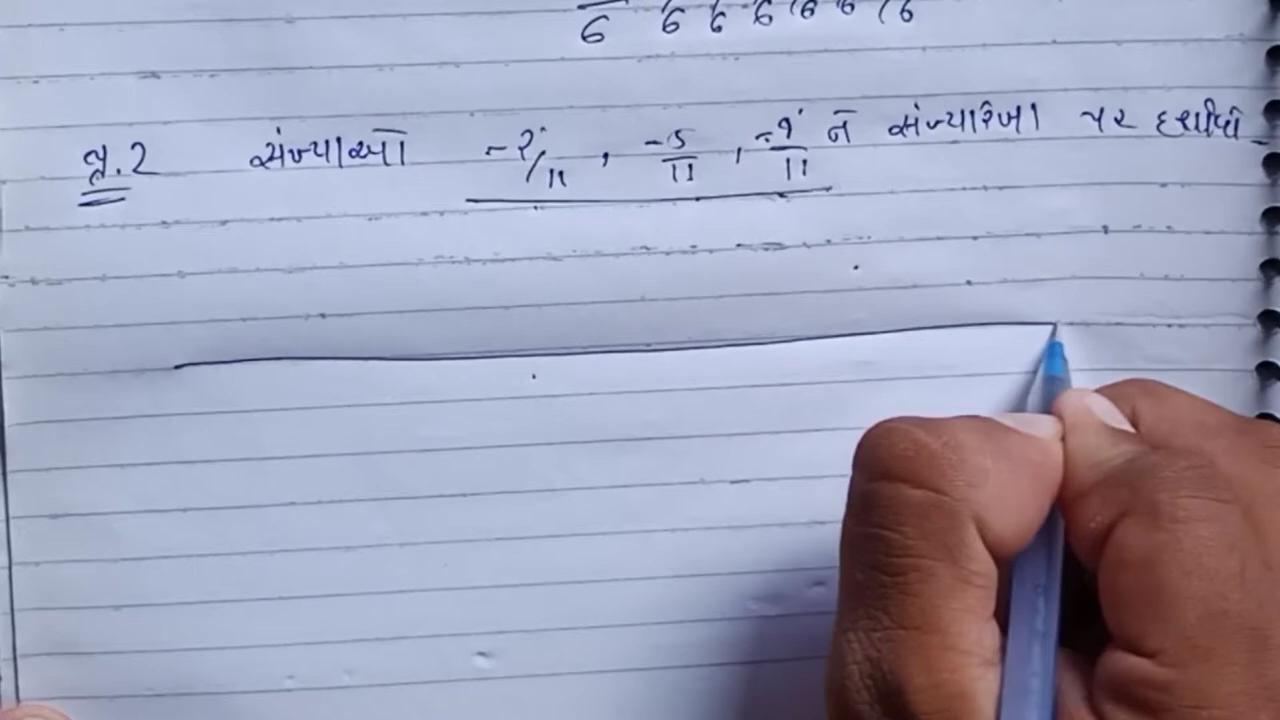 6 6 6 6 6 6 6
પ્ર.2 સંખ્યાઓ -2/11 , -5/11 , -9/11 ને સંખ્યારેખા પર દર્શાવો